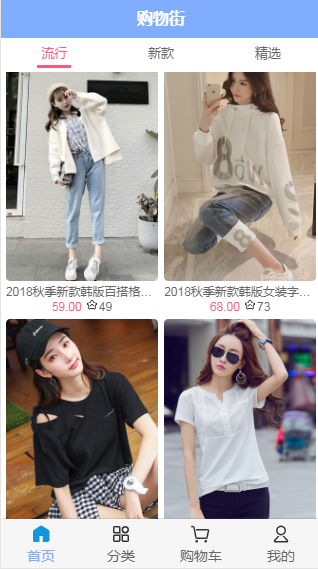 购物街
流行 新款 精选
2018秋季新款韩版百搭格... 2018秋季新款韩版女装字...
59.00 49 68.00 73
首页 分类 购物车 我的